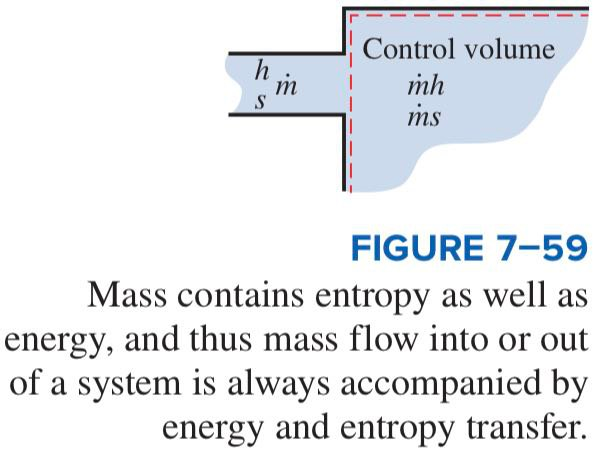 Control volume
h
ṁ
s
ṁh
ṁs
FIGURE 7–59
Mass contains entropy as well as
energy, and thus mass flow into or out
of a system is always accompanied by
energy and entropy transfer.